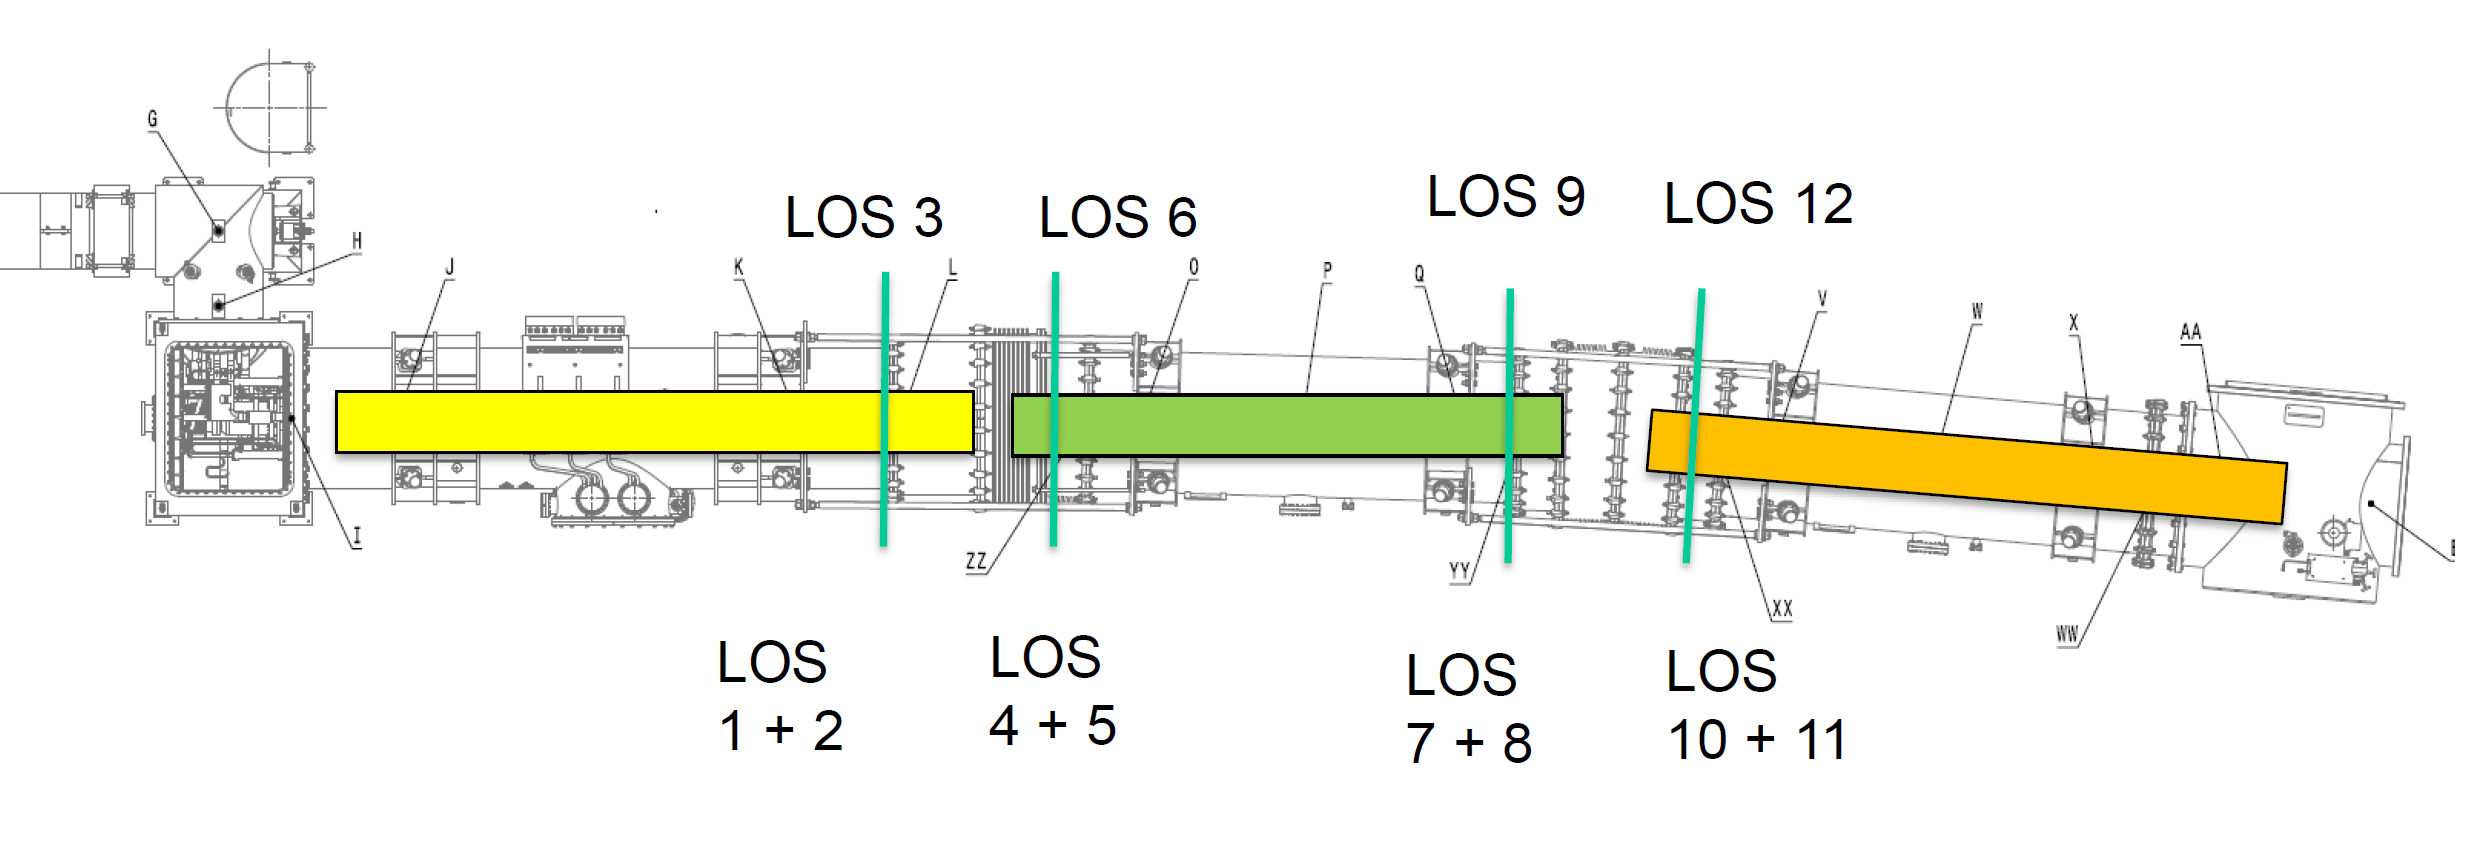 G
H
LOS 3
LOS 6
LOS 9
LOS 12
J
K
L
O
P
Q
V
W
X
AA
I
ZZ
YY
XX
WW
LOS
1 + 2
LOS
4 + 5
LOS
7 + 8
LOS
10 + 11